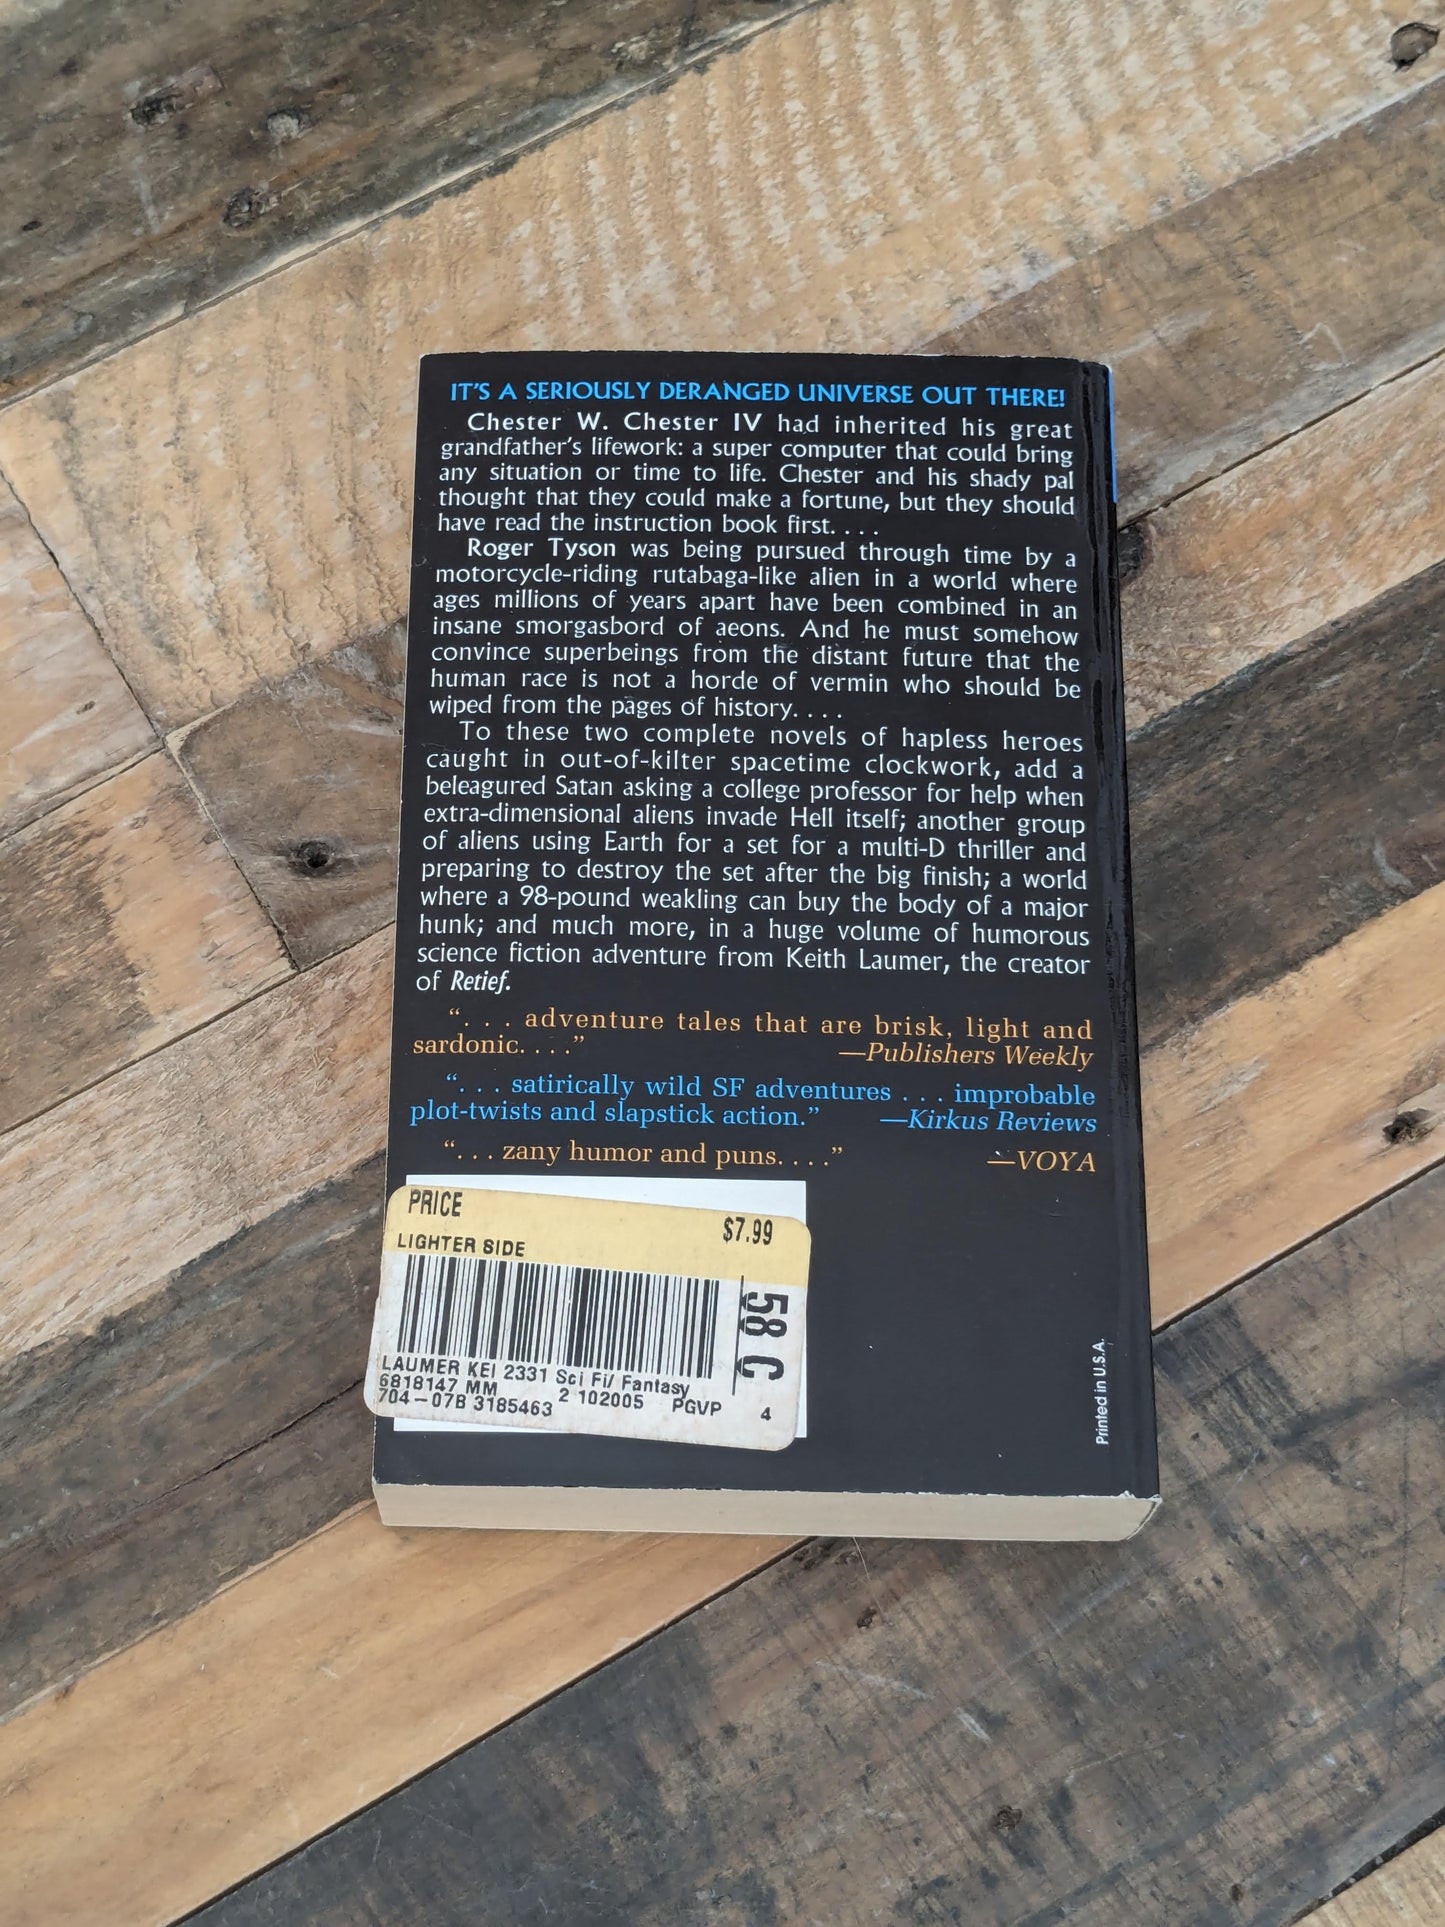 IT'S A SERIOUSLY DERANGED UNIVERSE OUT THERE!
Chester W. Chester IV had inherited his great
grandfather's lifework: a super computer that could bring
any situation or time to life. Chester and his shady pal
thought that they could make a fortune, but they should
have read the instruction book first. . . .
Roger Tyson was being pursued through time by a
motorcycle-riding rutabaga-like alien in a world where
ages millions of years apart have been combined in an
insane smorgasbord of aeons. And he must somehow
convince superbeings from the distant future that the
human race is not a horde of vermin who should be
wiped from the pages of history. . . .
To these two complete novels of hapless heroes
caught in out-of-kilter spacetime clockwork, add a
beleagured Satan asking a college professor for help when
extra-dimensional aliens invade Hell itself; another group
of aliens using Earth for a set for a multi-D thriller and
preparing to destroy the set after the big finish; a world
where a 98-pound weakling can buy the body of a major
hunk; and much more, in a huge volume of humorous
science fiction adventure from Keith Laumer, the creator
of Retief.
". . . adventure tales that are brisk, light and
sardonic. . . ." —Publishers Weekly
". . . satirically wild SF adventures . . . improbable
plot-twists and slapstick action." —Kirkus Reviews
". . . zany humor and puns. . . ." —VOYA
PRICE $7.99
LIGHTER SIDE
58 C
LAUMER KEI 2331 Sci Fi/ Fantasy
6818147 MM 2 102005 PGVP 4
704-07B 3185463
Printed in U.S.A.